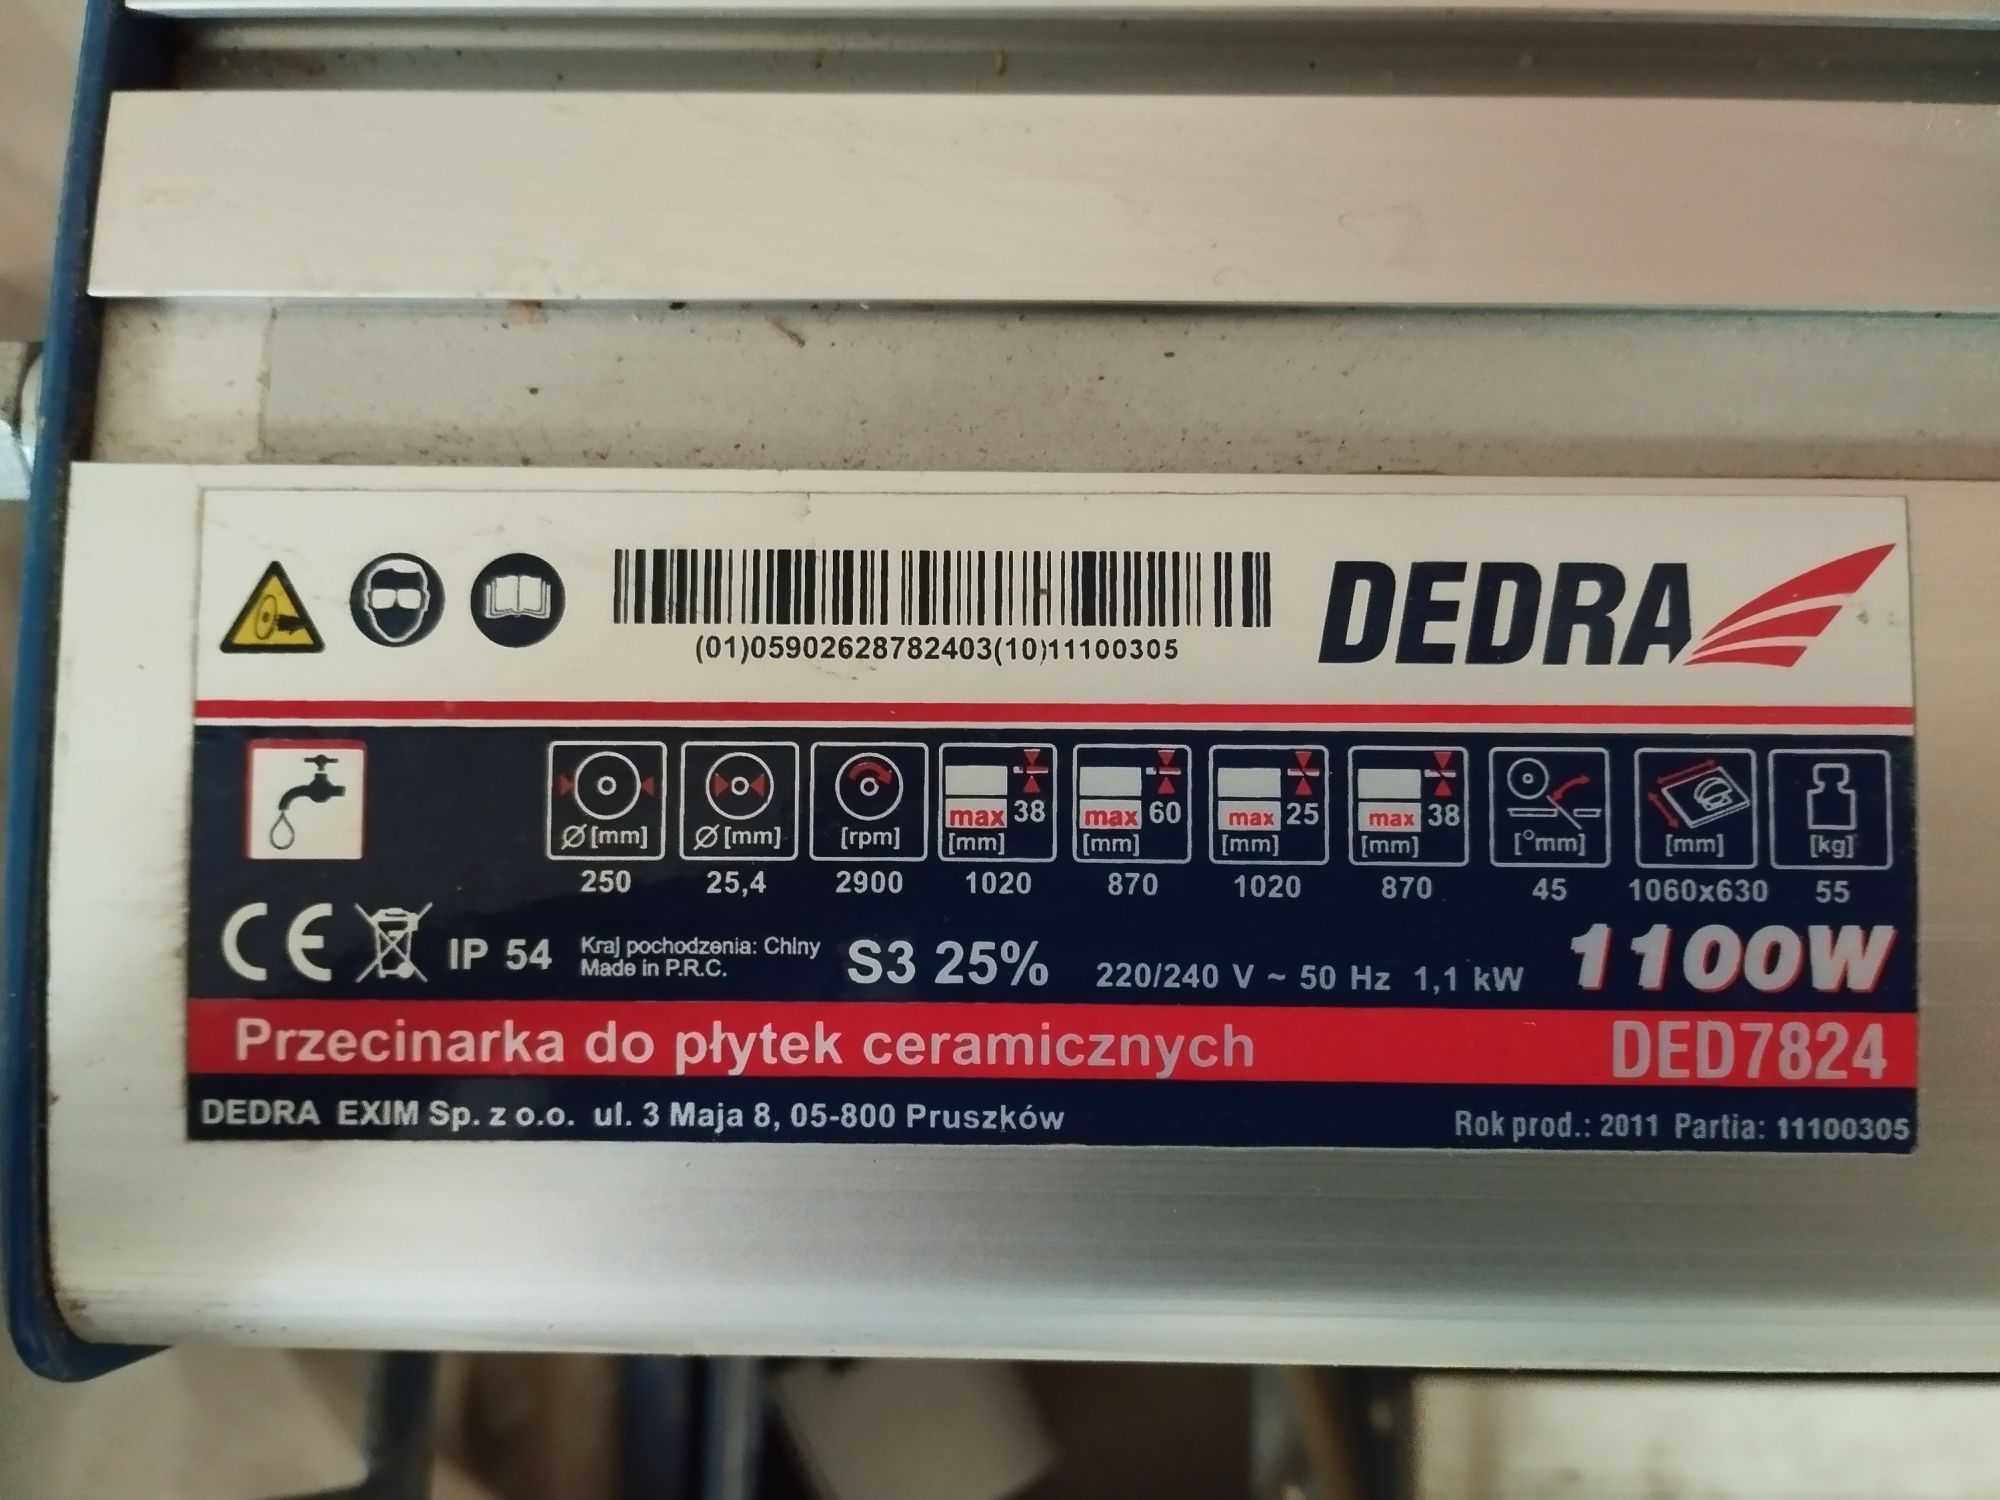 (01)05902628782403(10)11100305
DEDRA
max 38
[mm]
max 60
[mm]
max 25
[mm]
max 38
[mm]
Ø[mm] Ø[mm] [rpm] [°mm] [mm] [kg]
250 25,4 2900 1020 870 1020 870 45 1060x630 55
CE IP 54 Kraj pochodzenia: Chiny
Made in P.R.C.
S3 25% 220/240 V ~ 50 Hz 1,1 kW 1100W
Przecinarka do płytek ceramicznych DED7824
DEDRA EXIM Sp. z o.o. ul. 3 Maja 8, 05-800 Pruszków Rok prod.: 2011 Partia: 11100305